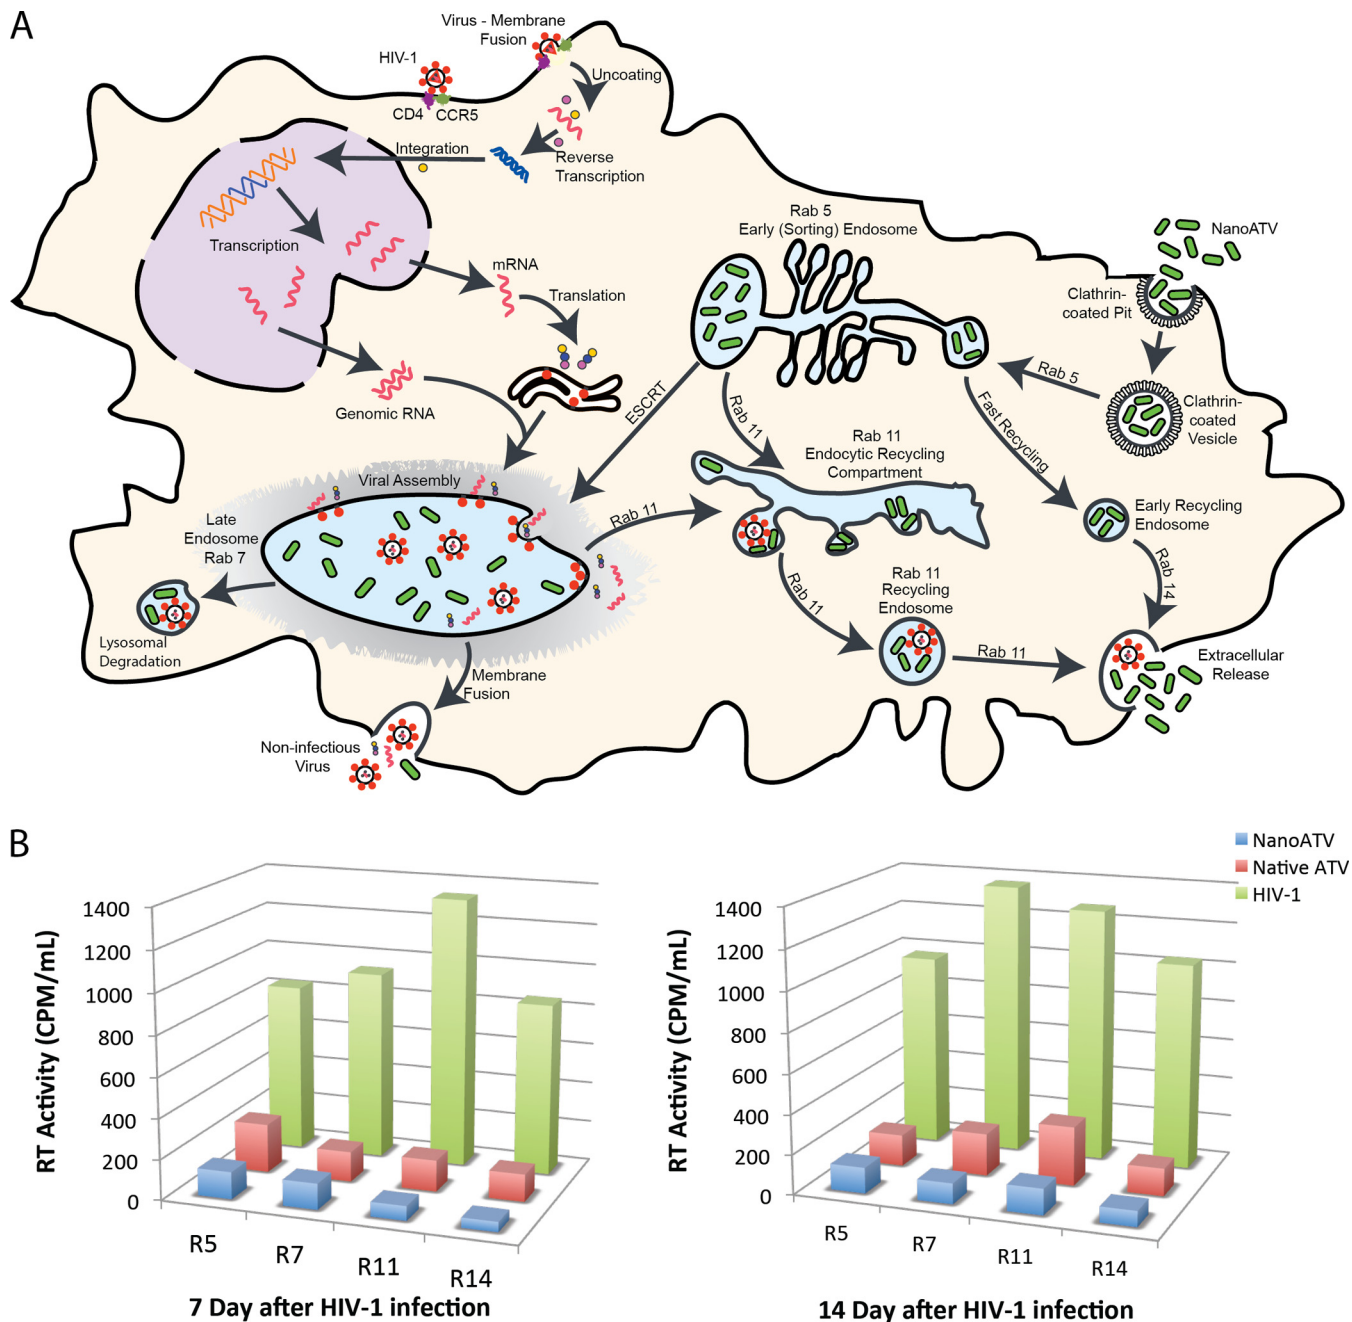 A
Virus - Membrane
Fusion
HIV-1
Uncoating
CD4
CCR5
Integration
Reverse
Transcription
Transcription
mRNA
Translation
Genomic RNA
Rab 5
Early (Sorting) Endosome
NanoATV
Clathrin-
coated Pit
Rab 5
Clathrin-
coated
Vesicle
ESCRT
Rab 11
Fast Recycling
Rab 11
Endocytic Recycling
Compartment
Viral Assembly
Late
Endosome
Rab 7
Rab 11
Early Recycling
Endosome
Rab 14
Rab 11
Rab 11
Recycling
Endosome
Rab 11
Extracellular
Release
Lysosomal
Degradation
Membrane
Fusion
Non-infectious
Virus
B
NanoATV
Native ATV
HIV-1
RT Activity (CPM/mL)
1400
1200
1000
800
600
400
200
0
R5
R7
R11
R14
7 Day after HIV-1 infection
RT Activity (CPM/mL)
1400
1200
1000
800
600
400
200
0
R5
R7
R11
R14
14 Day after HIV-1 infection